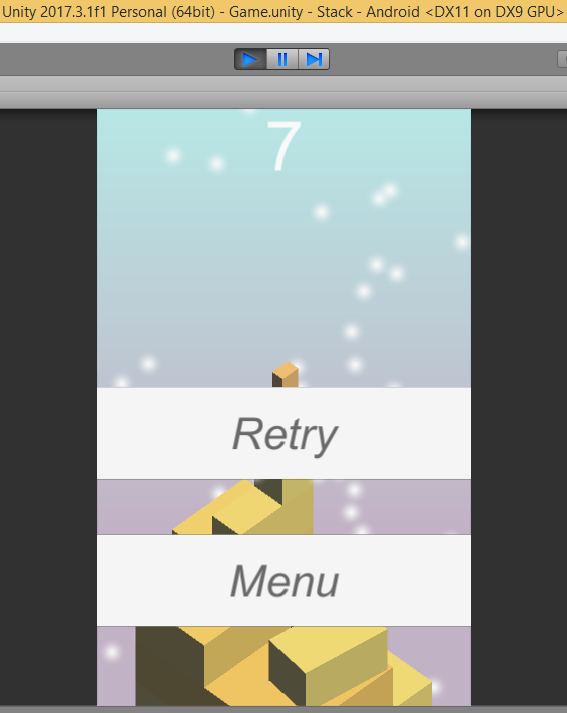 Unity 2017.3.1f1 Personal (64bit) - Game.unity - Stack - Android <DX11 on DX9 GPU>
7
Retry
Menu